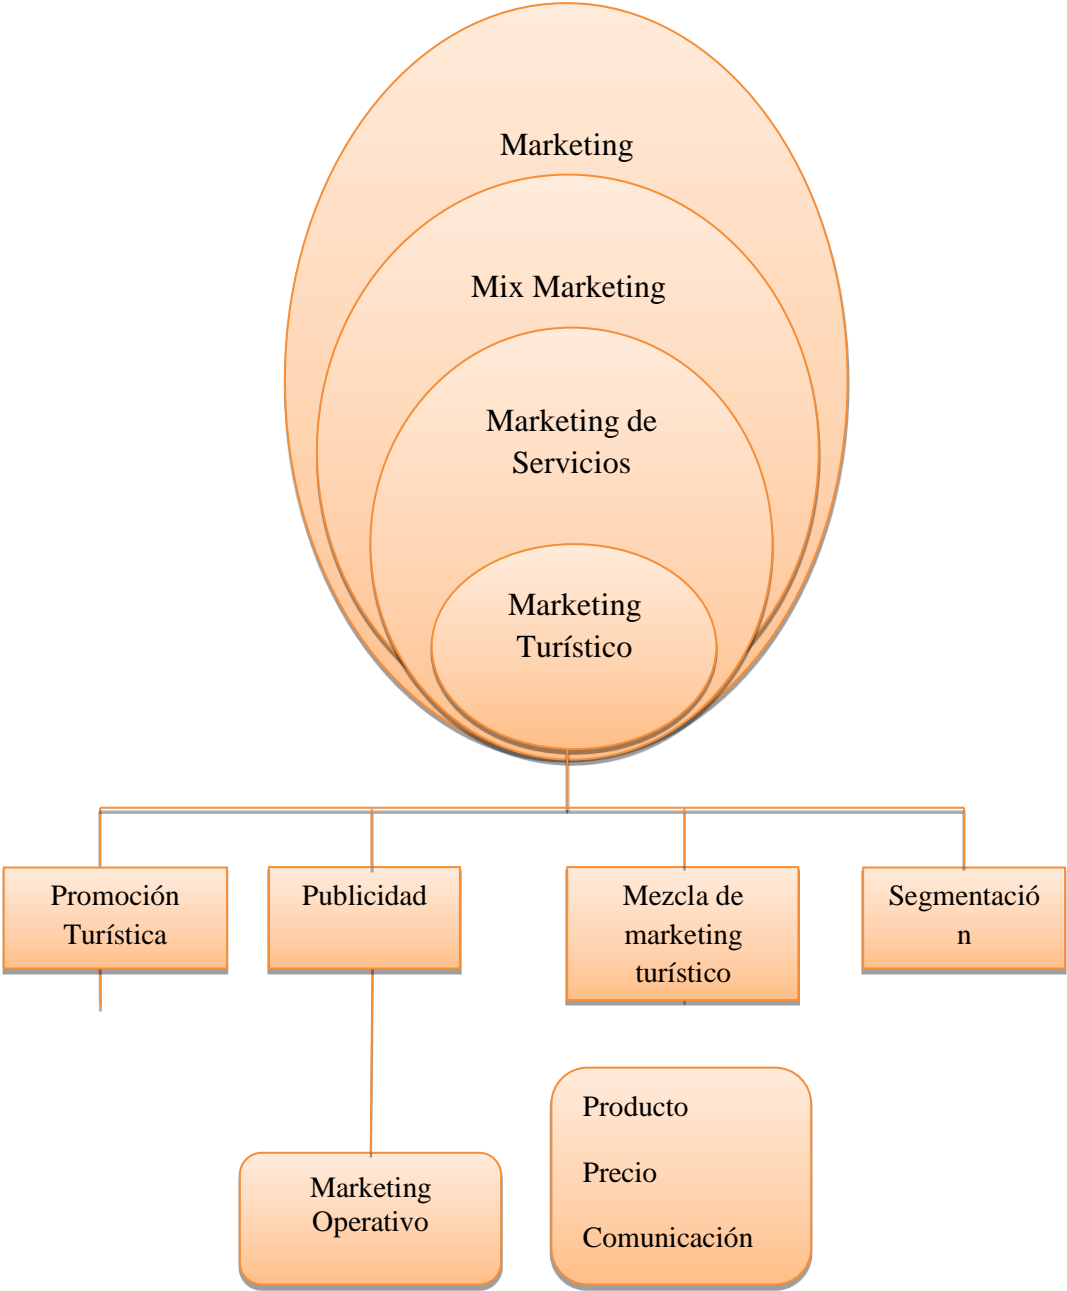 Marketing
Mix Marketing
Marketing de
Servicios
Marketing
Turístico
Promoción
Turística
Publicidad
Mezcla de
marketing
turístico
Segmentació
n
Producto
Precio
Comunicación
Marketing
Operativo